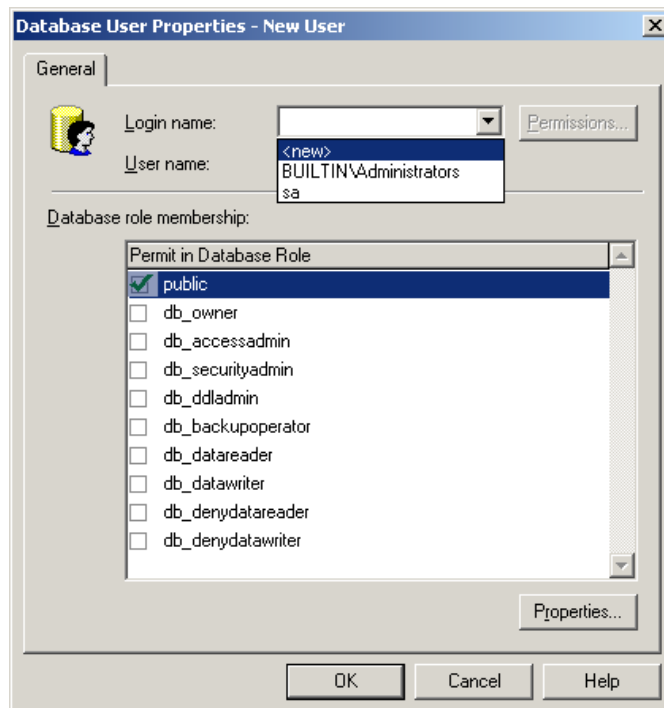 Database User Properties - New User
General
Login name:
Permissions...
<new>
BUILTIN\Administrators
sa
User name:
Database role membership:
Permit in Database Role
public
db_owner
db_accessadmin
db_securityadmin
db_ddladmin
db_backupoperator
db_datareader
db_datawriter
db_denydatareader
db_denydatawriter
Properties...
OK Cancel Help